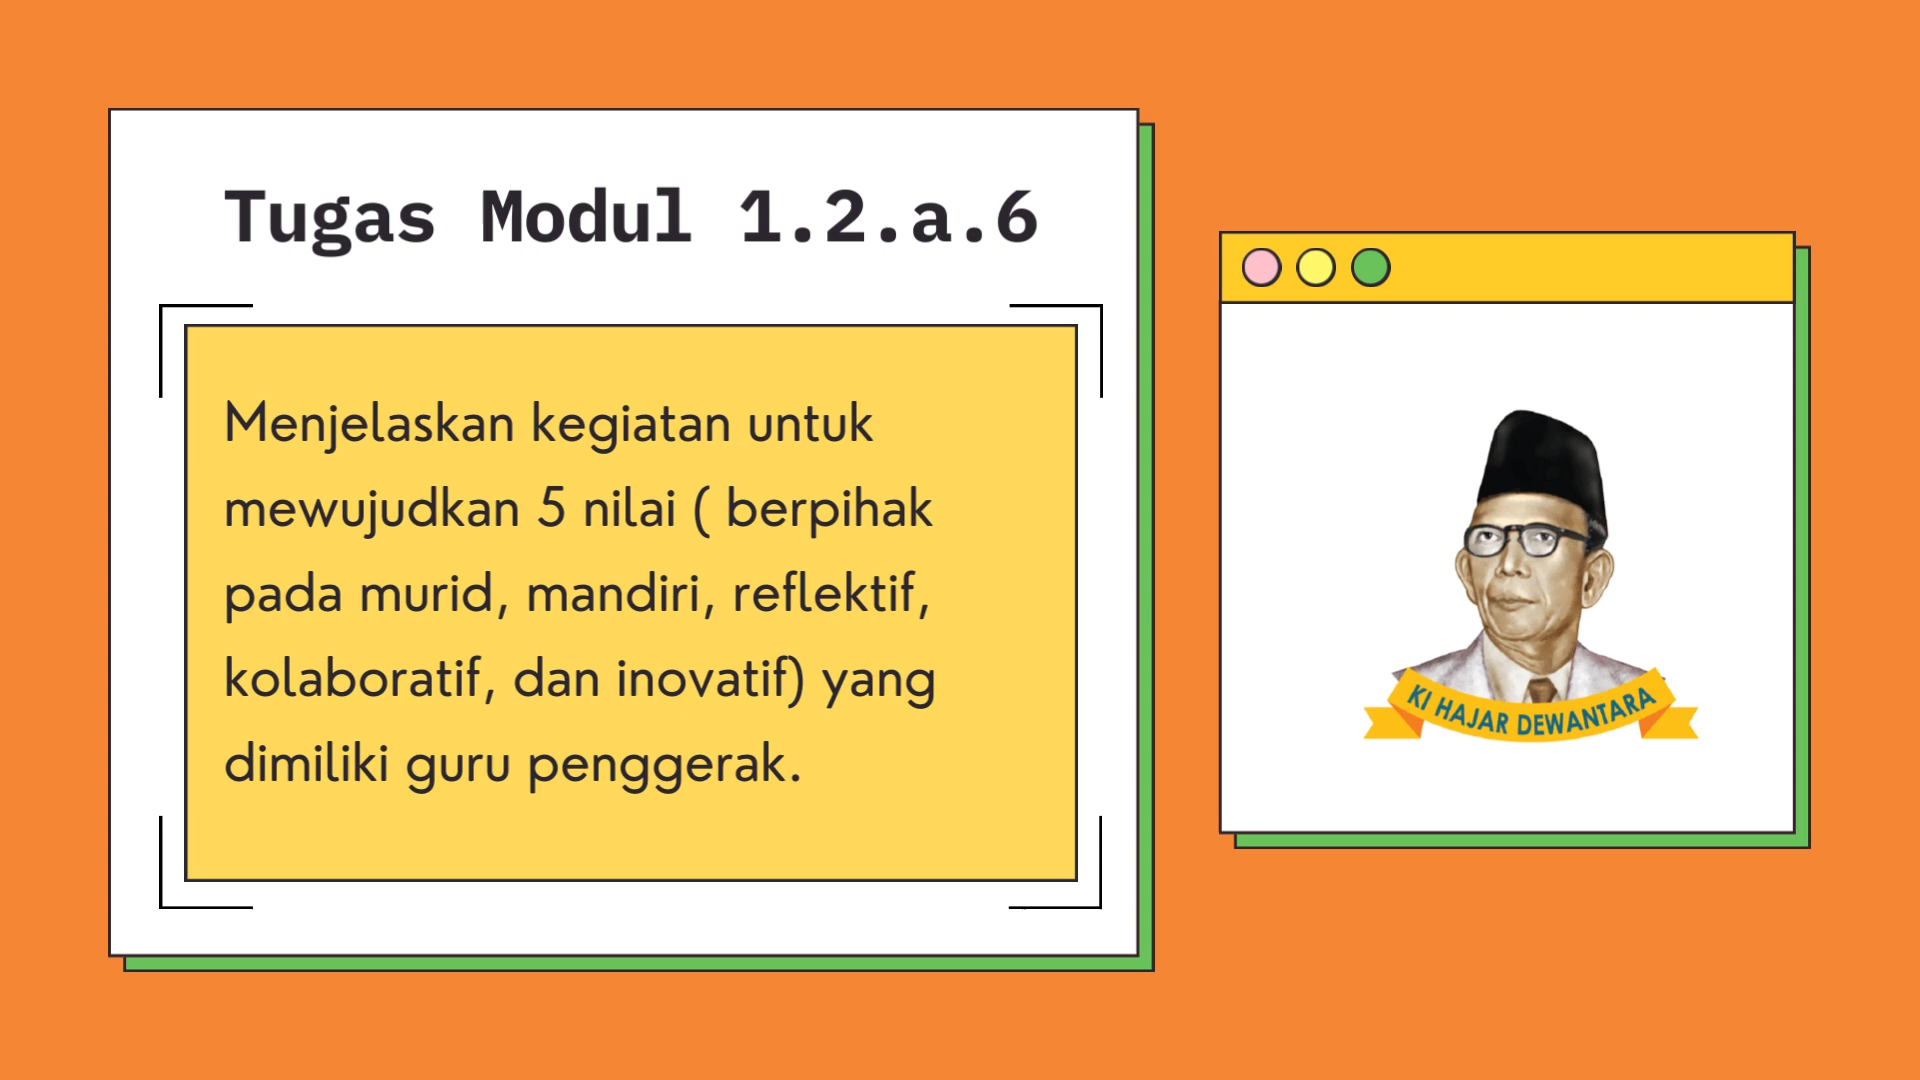 Tugas Modul 1.2.a.6
Menjelaskan kegiatan untuk
mewujudkan 5 nilai ( berpihak
pada murid, mandiri, reflektif,
kolaboratif, dan inovatif) yang
dimiliki guru penggerak.
KI HAJAR DEWANTARA